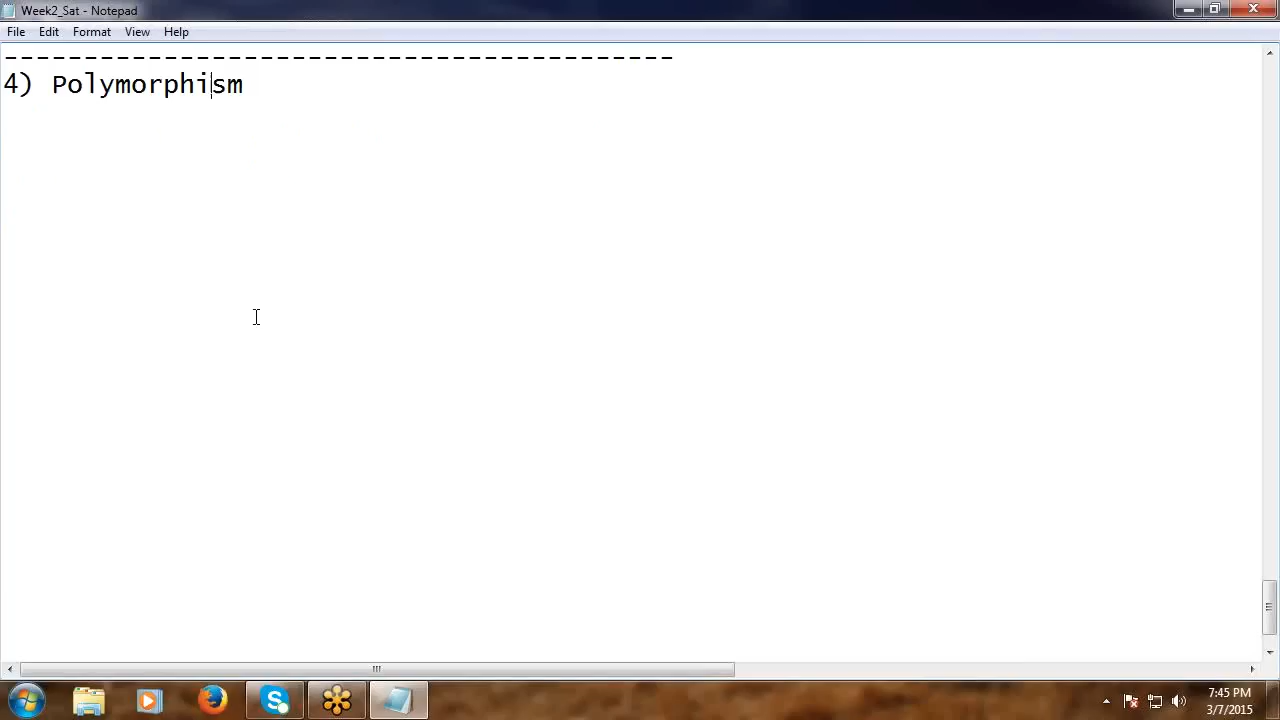 Week2_Sat - Notepad
File Edit Format View Help
------------------------------------------
4) Polymorphism
7:45 PM
3/7/2015